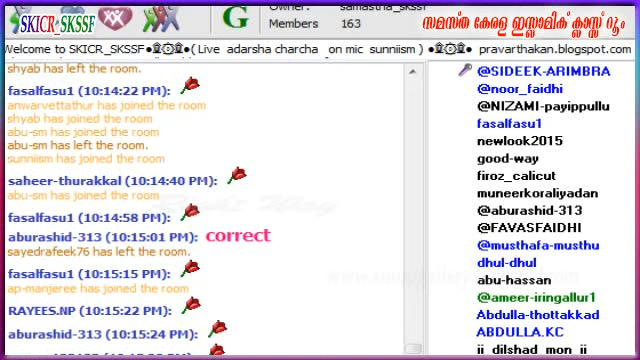 SKICR_SKSSF
G
Owner : samastha_skssf
Members 163
സമസ്ത കേരള ഇസ്ലാമിക് ക്ലാസ്സ് റൂം
Welcome to SKICR_SKSSF●۩۞۩●( Live adarsha charcha on mic sunniism ) ●۩۞۩● pravarthakan.blogspot.com
shyab has left the room.
fasalfasu1 (10:14:22 PM):
anwarvettathur has joined the room
shyab has joined the room
abu-sm has joined the room
abu-sm has left the room.
sunniism has joined the room
saheer-thurakkal (10:14:40 PM):
abu-sm has joined the room
fasalfasu1 (10:14:58 PM):
aburashid-313 (10:15:01 PM): correct
sayedrafeek76 has left the room.
fasalfasu1 (10:15:15 PM):
ap-manjeree has joined the room
RAYEES.NP (10:15:22 PM):
aburashid-313 (10:15:24 PM):
@SIDEEK-ARIMBRA
@noor_faidhi
@NIZAMI-payippullu
fasalfasu1
newlook2015
good-way
firoz_calicut
muneerkoraliyadan
@aburashid-313
@FAVASFAIDHI
@musthafa-musthu
dhul-dhul
abu-hassan
@ameer-iringallur1
Abdulla-thottakkad
ABDULLA.KC
ji_dilshad_mon_ji